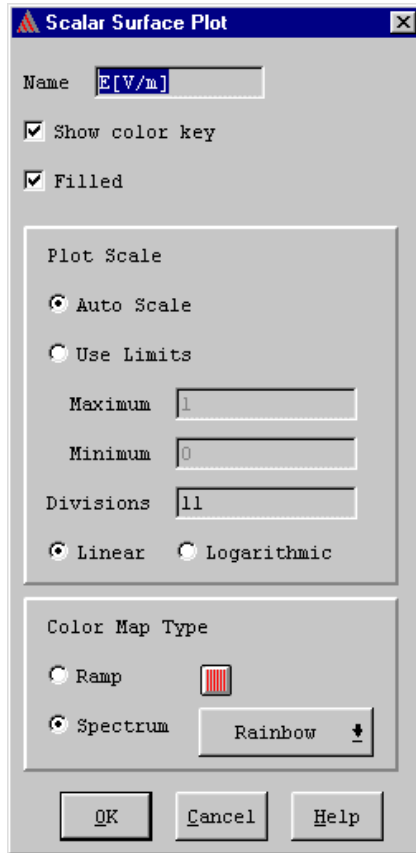 Scalar Surface Plot
Name E[V/m]
Show color key
Filled
Plot Scale
Auto Scale
Use Limits
Maximum 1
Minimum 0
Divisions 11
Linear Logarithmic
Color Map Type
Ramp
Spectrum Rainbow
OK Cancel Help